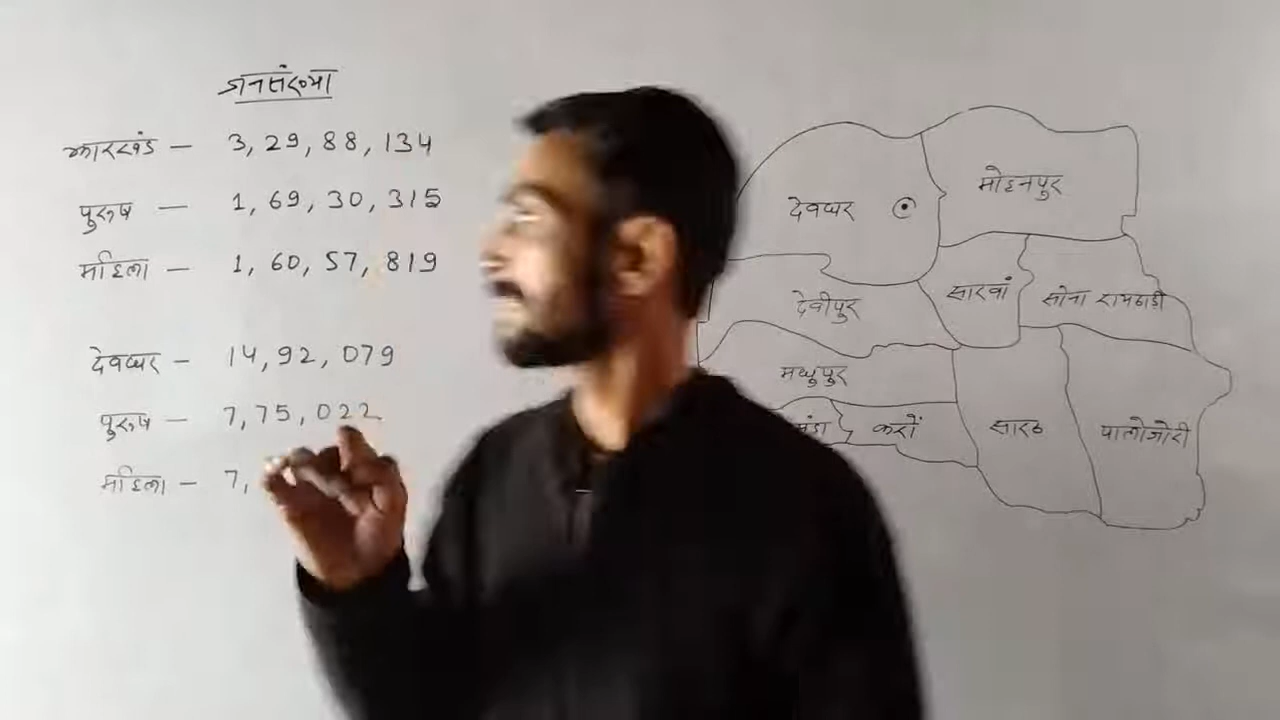 जनसंख्या
झारखंड — 3, 29, 88, 134
पुरुष — 1, 69, 30, 315
महिला — 1, 60, 57, 819
देवघर — 14, 92, 079
पुरुष — 7, 75, 022
महिला — 7,
देवघर
मोहनपुर
देवीपुर
सारवां
सोना रायठाडी
मधुपुर
करों
सारठ
पालोजोरी